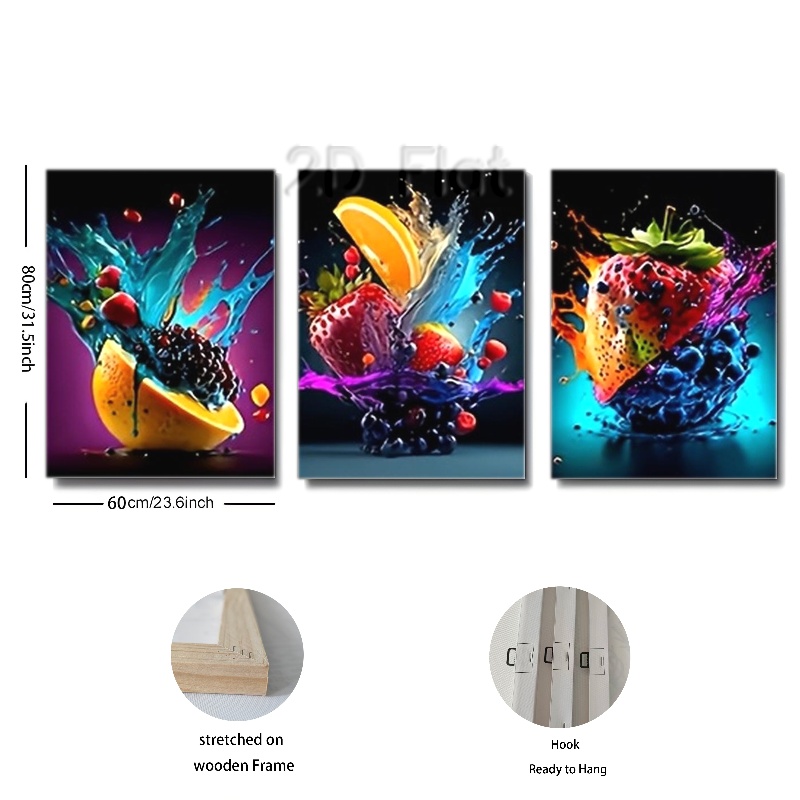 2D Flat
80cm/31.5inch
60cm/23.6inch
stretched on
wooden Frame
Hook
Ready to Hang